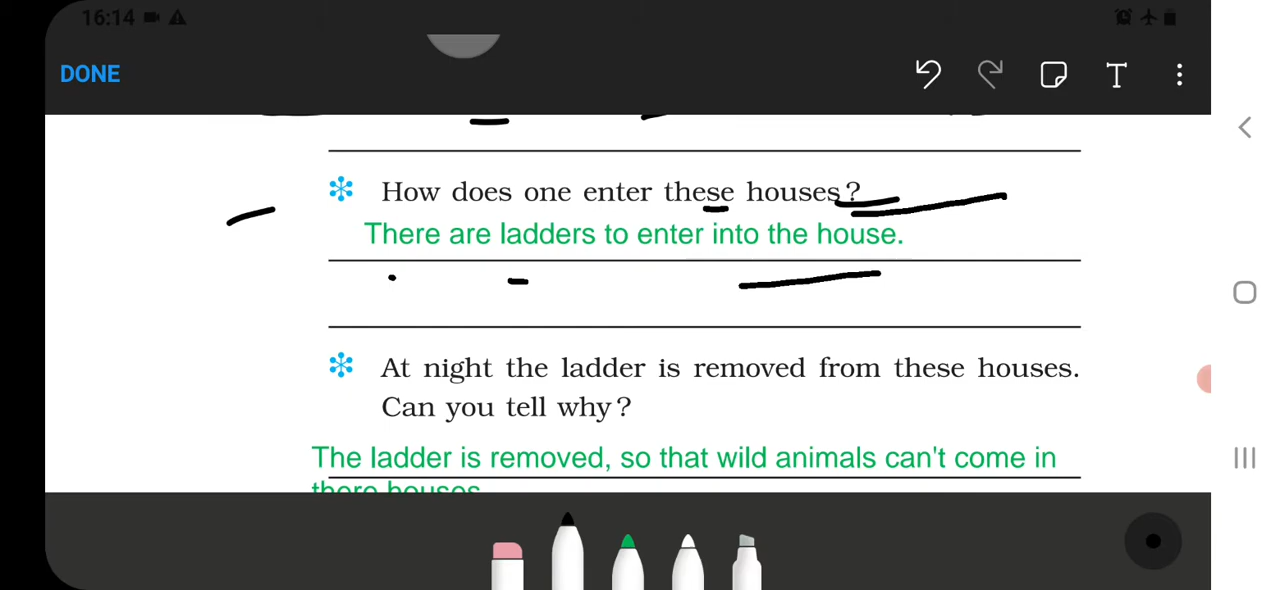 16:14
DONE
T
How does one enter these houses?
There are ladders to enter into the house.
At night the ladder is removed from these houses.
Can you tell why?
The ladder is removed, so that wild animals can't come in
there houses